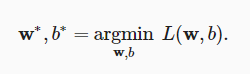 w*, b* = argmin L(w, b).
w,b